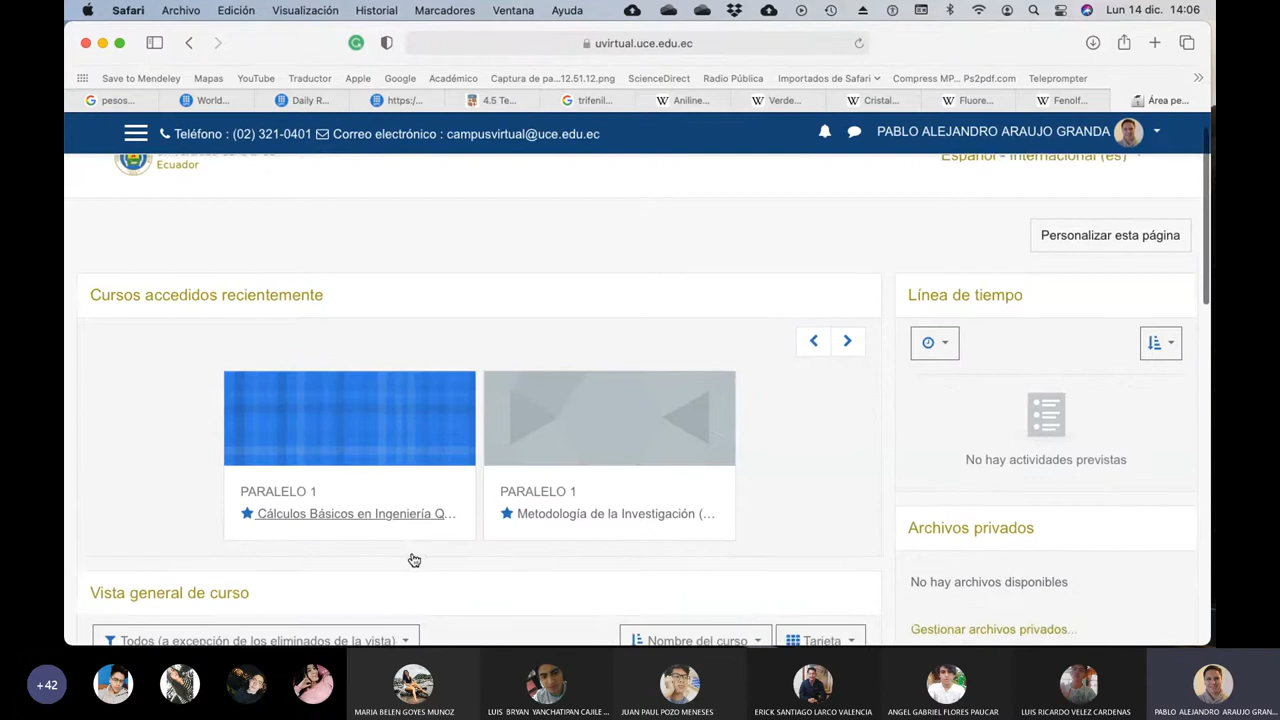 Safari Archivo Edición Visualización Historial Marcadores Ventana Ayuda Lun 14 dic. 14:06
uvirtual.uce.edu.ec
Save to Mendeley Mapas YouTube Traductor Apple Google Académico Captura de pa...12.51.12.png ScienceDirect Radio Pública Importados de Safari Compress MP... Ps2pdf.com Teleprompter
pesos... World... Daily R... https:/... 4.5 Te... trifenil... Aniline... Verde... Cristal... Fluore... Fenolf... Área pe...
Teléfono : (02) 321-0401 Correo electrónico : campusvirtual@uce.edu.ec PABLO ALEJANDRO ARAUJO GRANDA
Ecuador
Español - Internacional (es)
Personalizar esta página
Cursos accedidos recientemente
Línea de tiempo
PARALELO 1
Cálculos Básicos en Ingeniería Q...
PARALELO 1
Metodología de la Investigación (...
No hay actividades previstas
Archivos privados
No hay archivos disponibles
Gestionar archivos privados...
Vista general de curso
Todos (a excepción de los eliminados de la vista) Nombre del curso Tarjeta
+42
MARIA BELEN GOYES MUNOZ
LUIS BRYAN YANCHATIPAN CAJILE...
JUAN PAUL POZO MENESES
ERICK SANTIAGO LARCO VALENCIA
ANGEL GABRIEL FLORES PAUCAR
LUIS RICARDO VELEZ CARDENAS
PABLO ALEJANDRO ARAUJO GRAN...